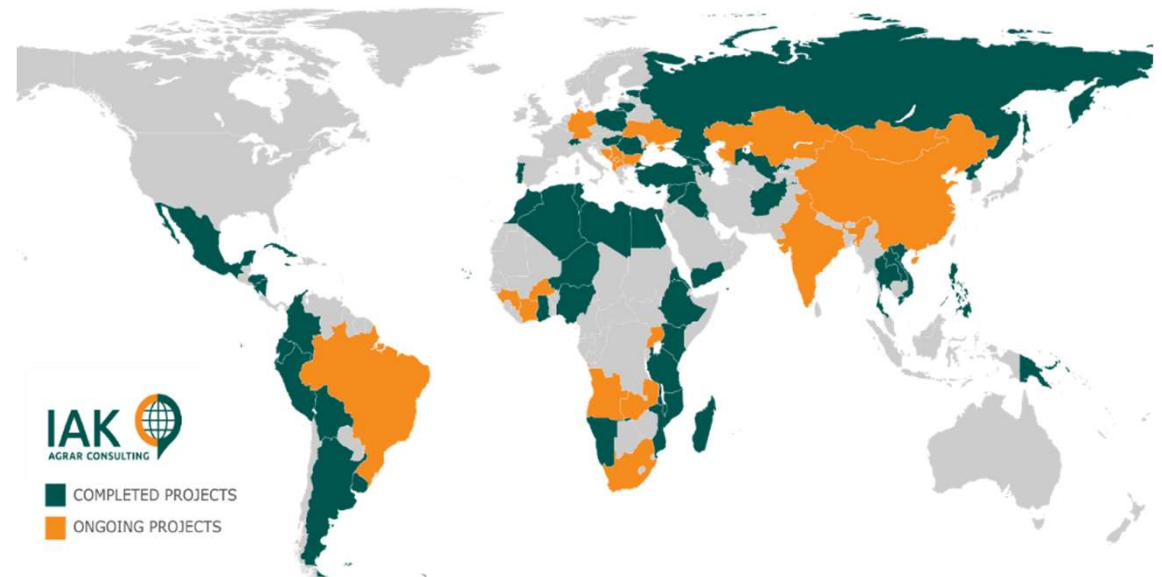 IAK
AGRAR CONSULTING
COMPLETED PROJECTS
ONGOING PROJECTS